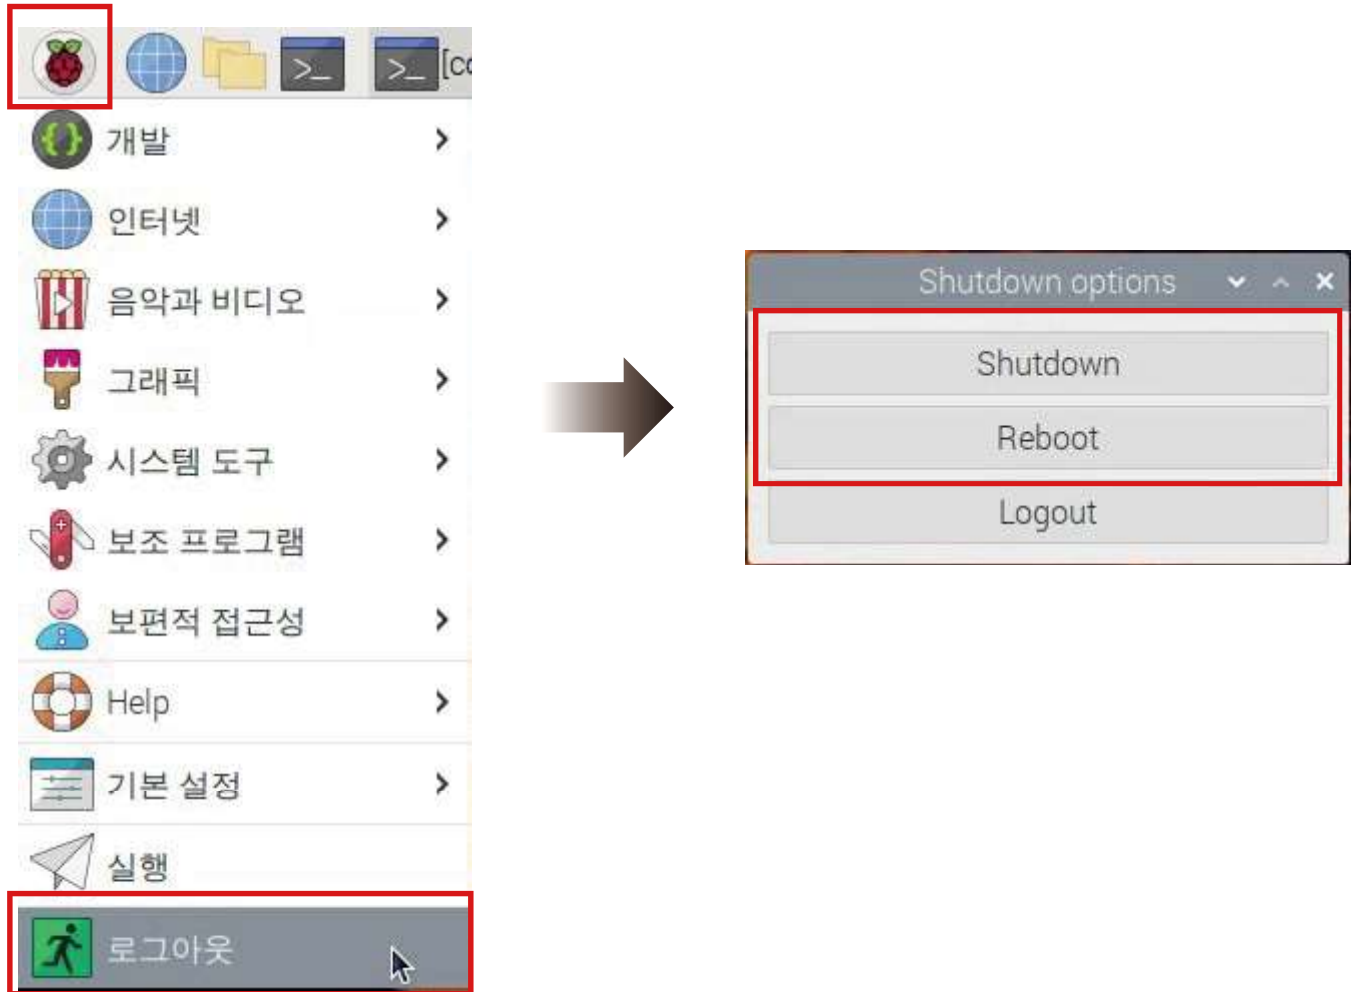 >_ >_ [co
개발
인터넷
음악과 비디오
그래픽
시스템 도구
보조 프로그램
보편적 접근성
Help
기본 설정
실행
로그아웃
Shutdown options
Shutdown
Reboot
Logout